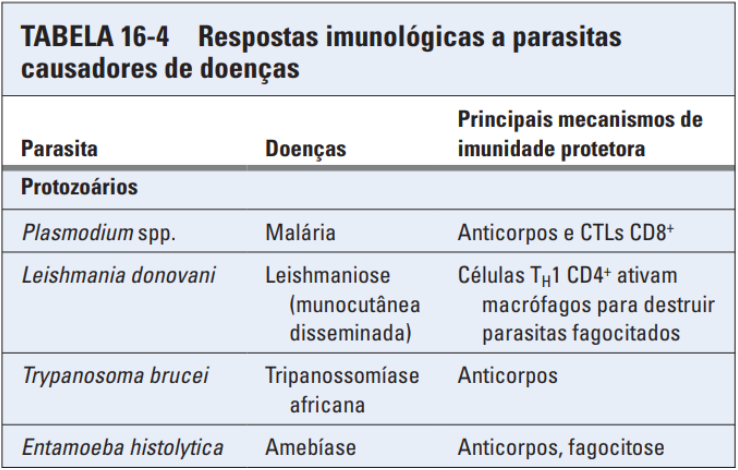 TABELA 16-4 Respostas imunológicas a parasitas
causadores de doenças
Parasita Doenças Principais mecanismos de
imunidade protetora
Protozoários
Plasmodium spp. Malária Anticorpos e CTLs CD8⁺
Leishmania donovani Leishmaniose Células T_H1 CD4⁺ ativam
(munocutânea macrófagos para destruir
disseminada) parasitas fagocitados
Trypanosoma brucei Tripanossomíase Anticorpos
africana
Entamoeba histolytica Amebíase Anticorpos, fagocitose